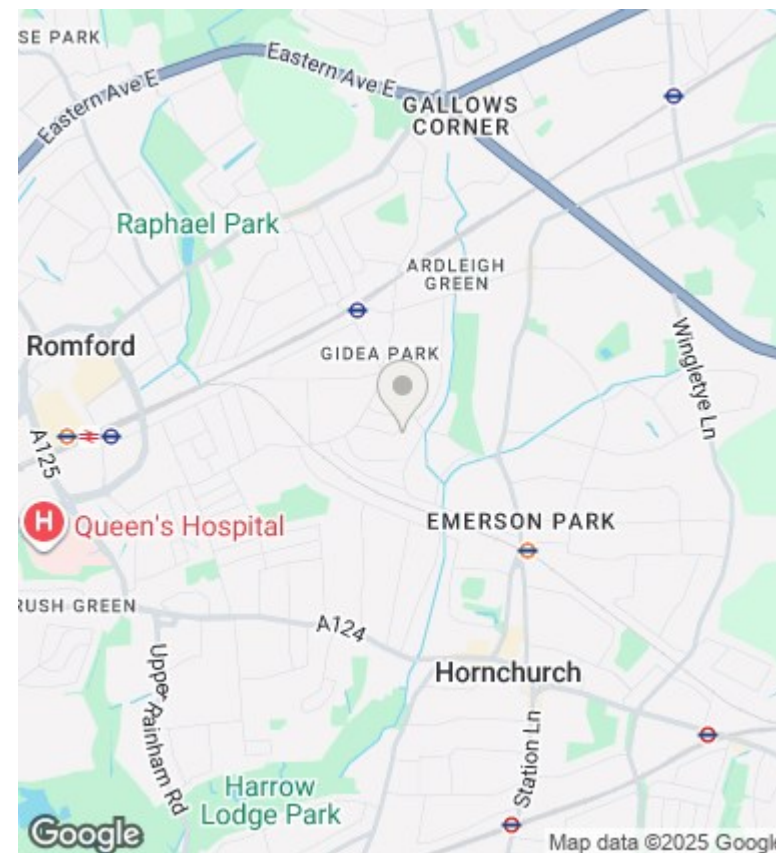 SE PARK
Eastern Ave E
Eastern Ave E
GALLOWS
CORNER
Raphael Park
ARDLEIGH
GREEN
Romford
GIDEA PARK
Wingletye Ln
A125
H
Queen's Hospital
EMERSON PARK
RUSH GREEN
A124
Upper Rainham Rd
Hornchurch
Station Ln
Harrow
Lodge Park
Google
Map data ©2025 Google